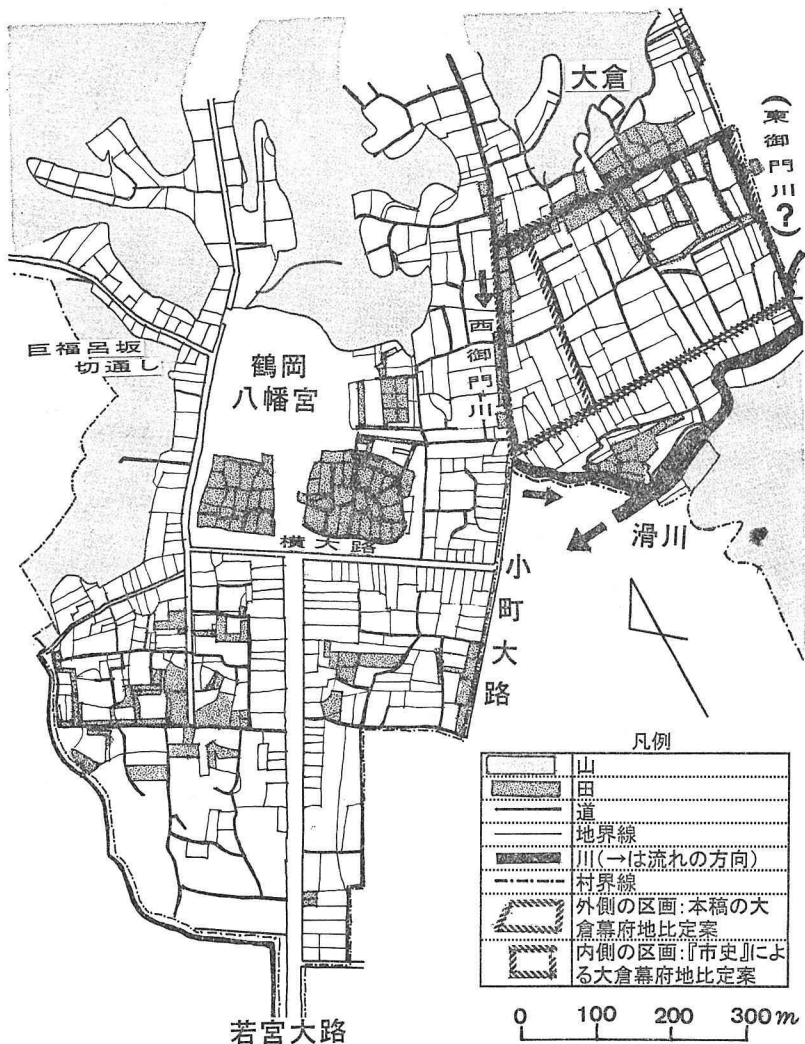 大倉
(東御門川?)
巨福呂坂
切通し
鶴岡
八幡宮
西御門川
横大路
滑川
小町大路
若宮大路
凡例
山
田
道
地界線
川(→は流れの方向)
村界線
外側の区画:本稿の大
倉幕府地比定案
内側の区画:『市史』によ
る大倉幕府地比定案
0 100 200 300m